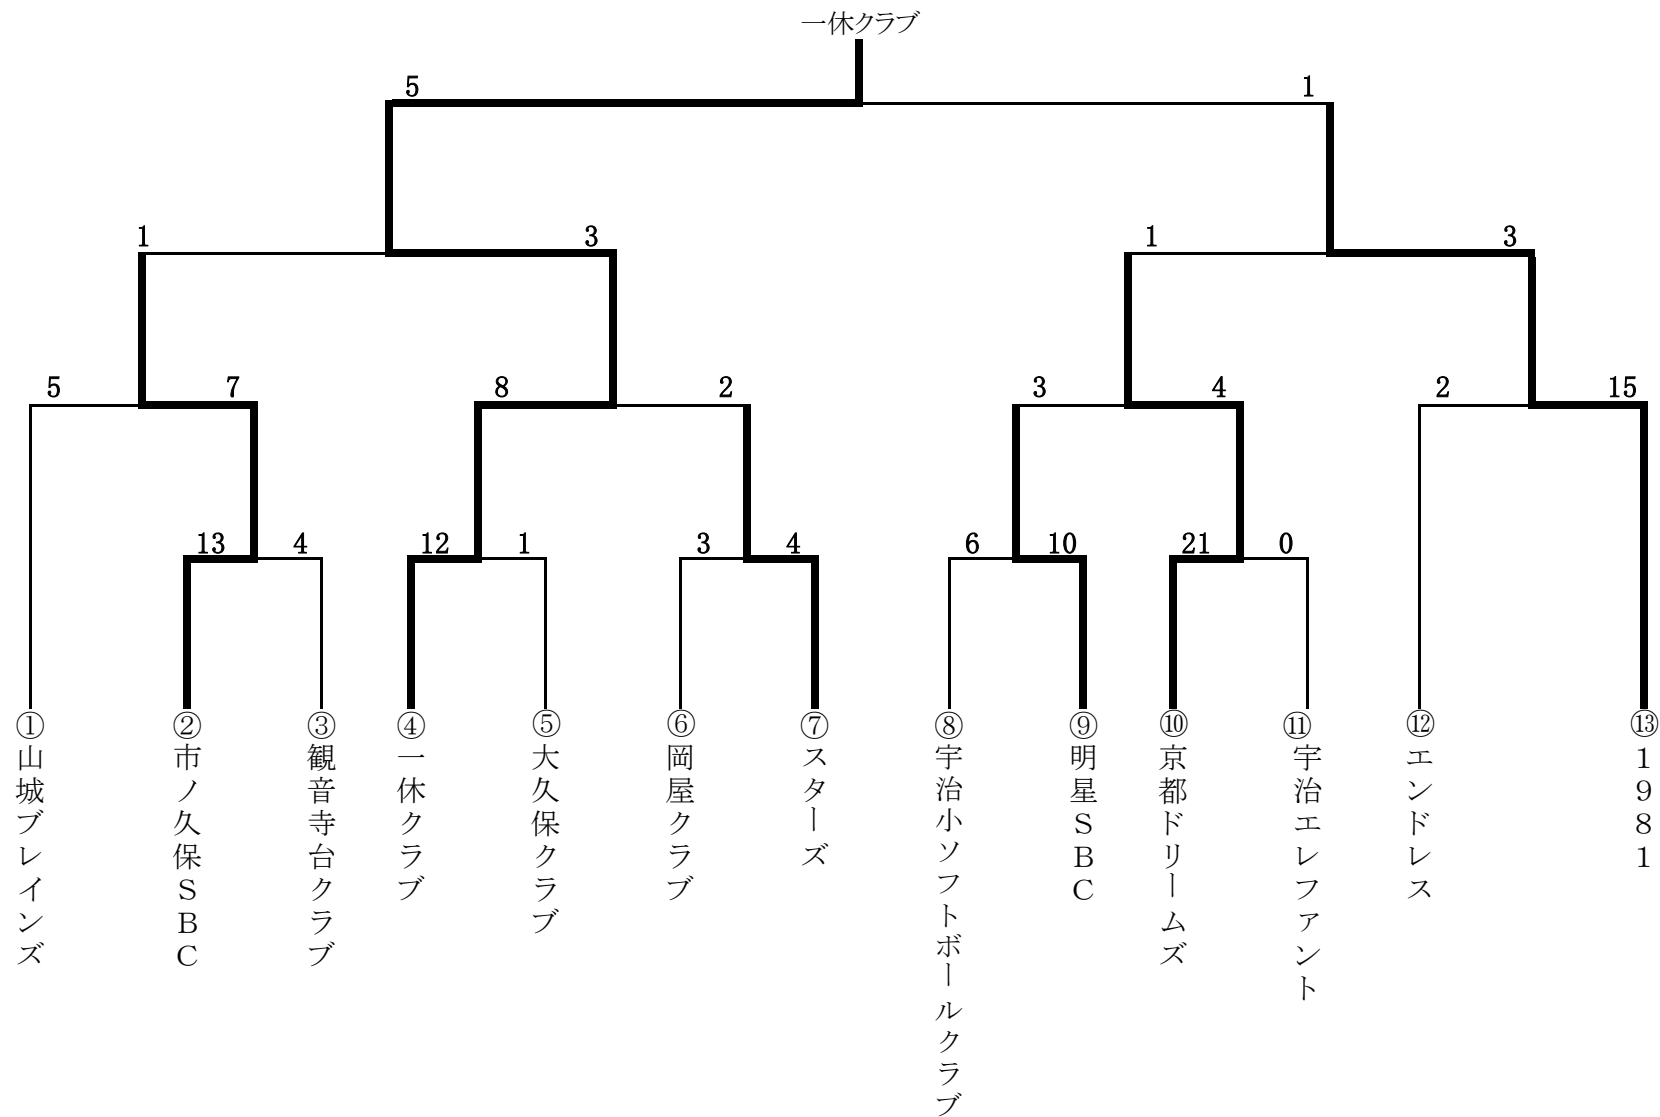 一休クラブ
5
1
1
3
1
3
5
7
8
2
3
4
2
15
13
4
12
1
3
4
6
10
21
0
①山城ブレインズ
②市ノ久保ＳＢＣ
③観音寺台クラブ
④一休クラブ
⑤大久保クラブ
⑥岡屋クラブ
⑦スターズ
⑧宇治小ソフトボールクラブ
⑨明星ＳＢＣ
⑩京都ドリームズ
⑪宇治エレファント
⑫エンドレス
⑬１９８１